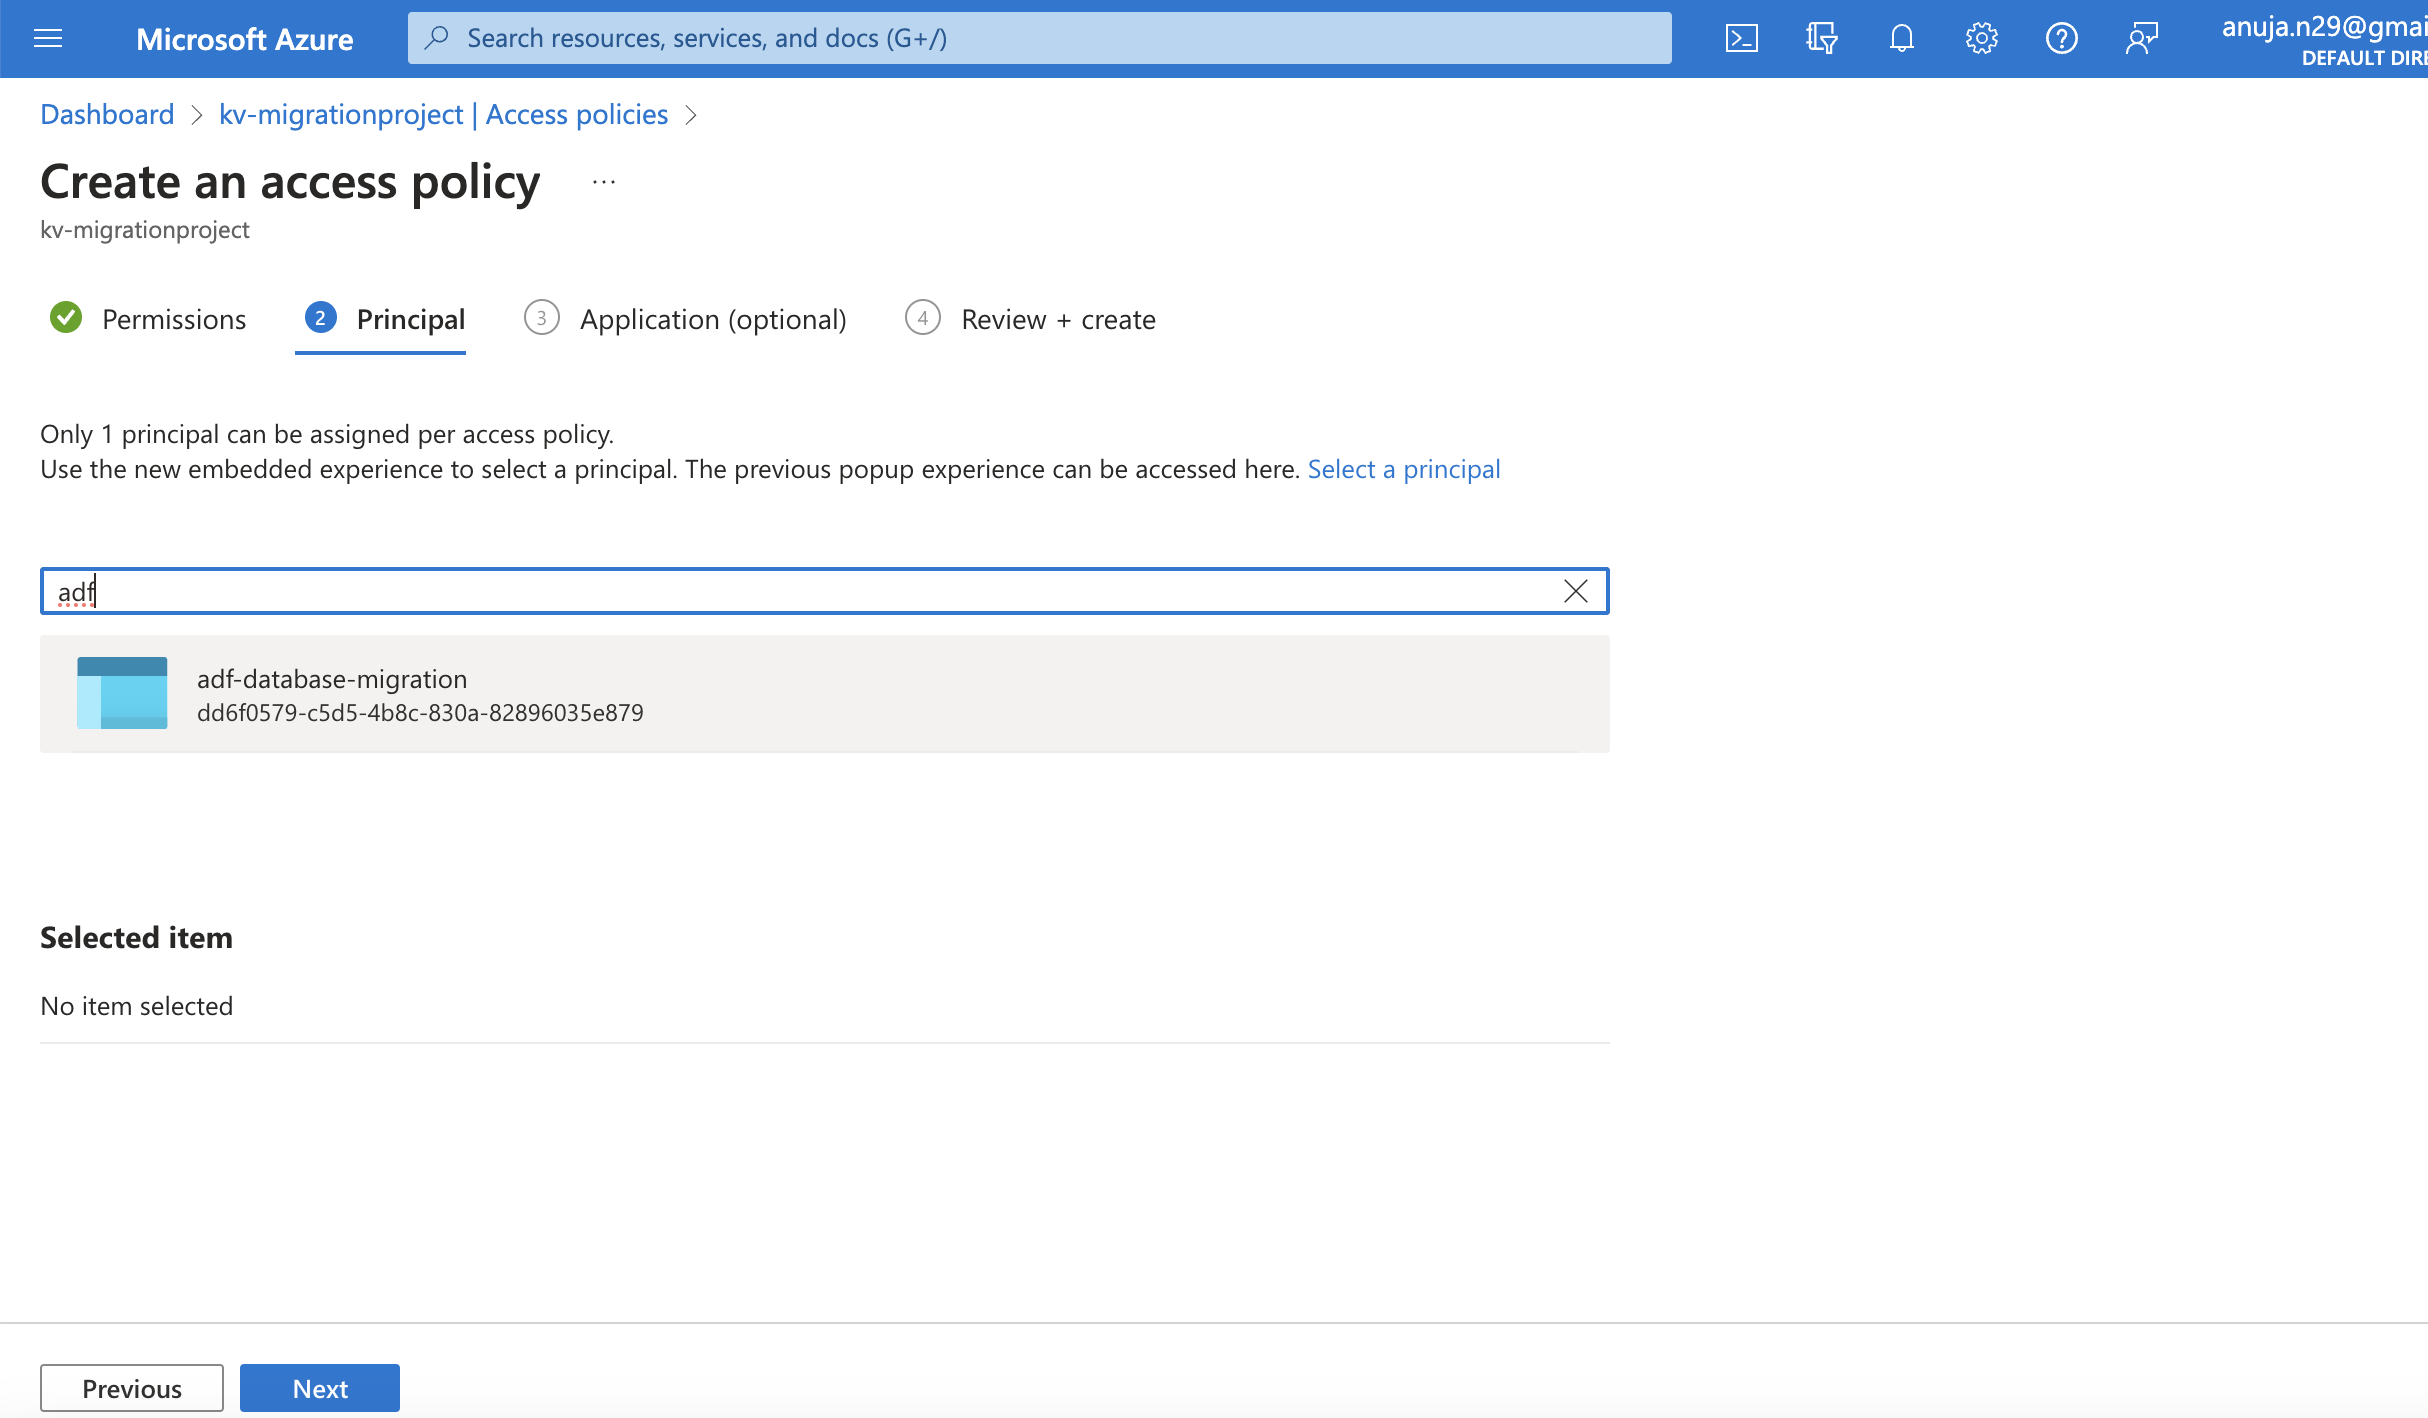 Microsoft Azure
Search resources, services, and docs (G+/)
anuja.n29@gmai
DEFAULT DIRE
Dashboard > kv-migrationproject | Access policies >
Create an access policy ...
kv-migrationproject
Permissions
2 Principal
3 Application (optional)
4 Review + create
Only 1 principal can be assigned per access policy.
Use the new embedded experience to select a principal. The previous popup experience can be accessed here. Select a principal
adf
adf-database-migration
dd6f0579-c5d5-4b8c-830a-82896035e879
Selected item
No item selected
Previous
Next